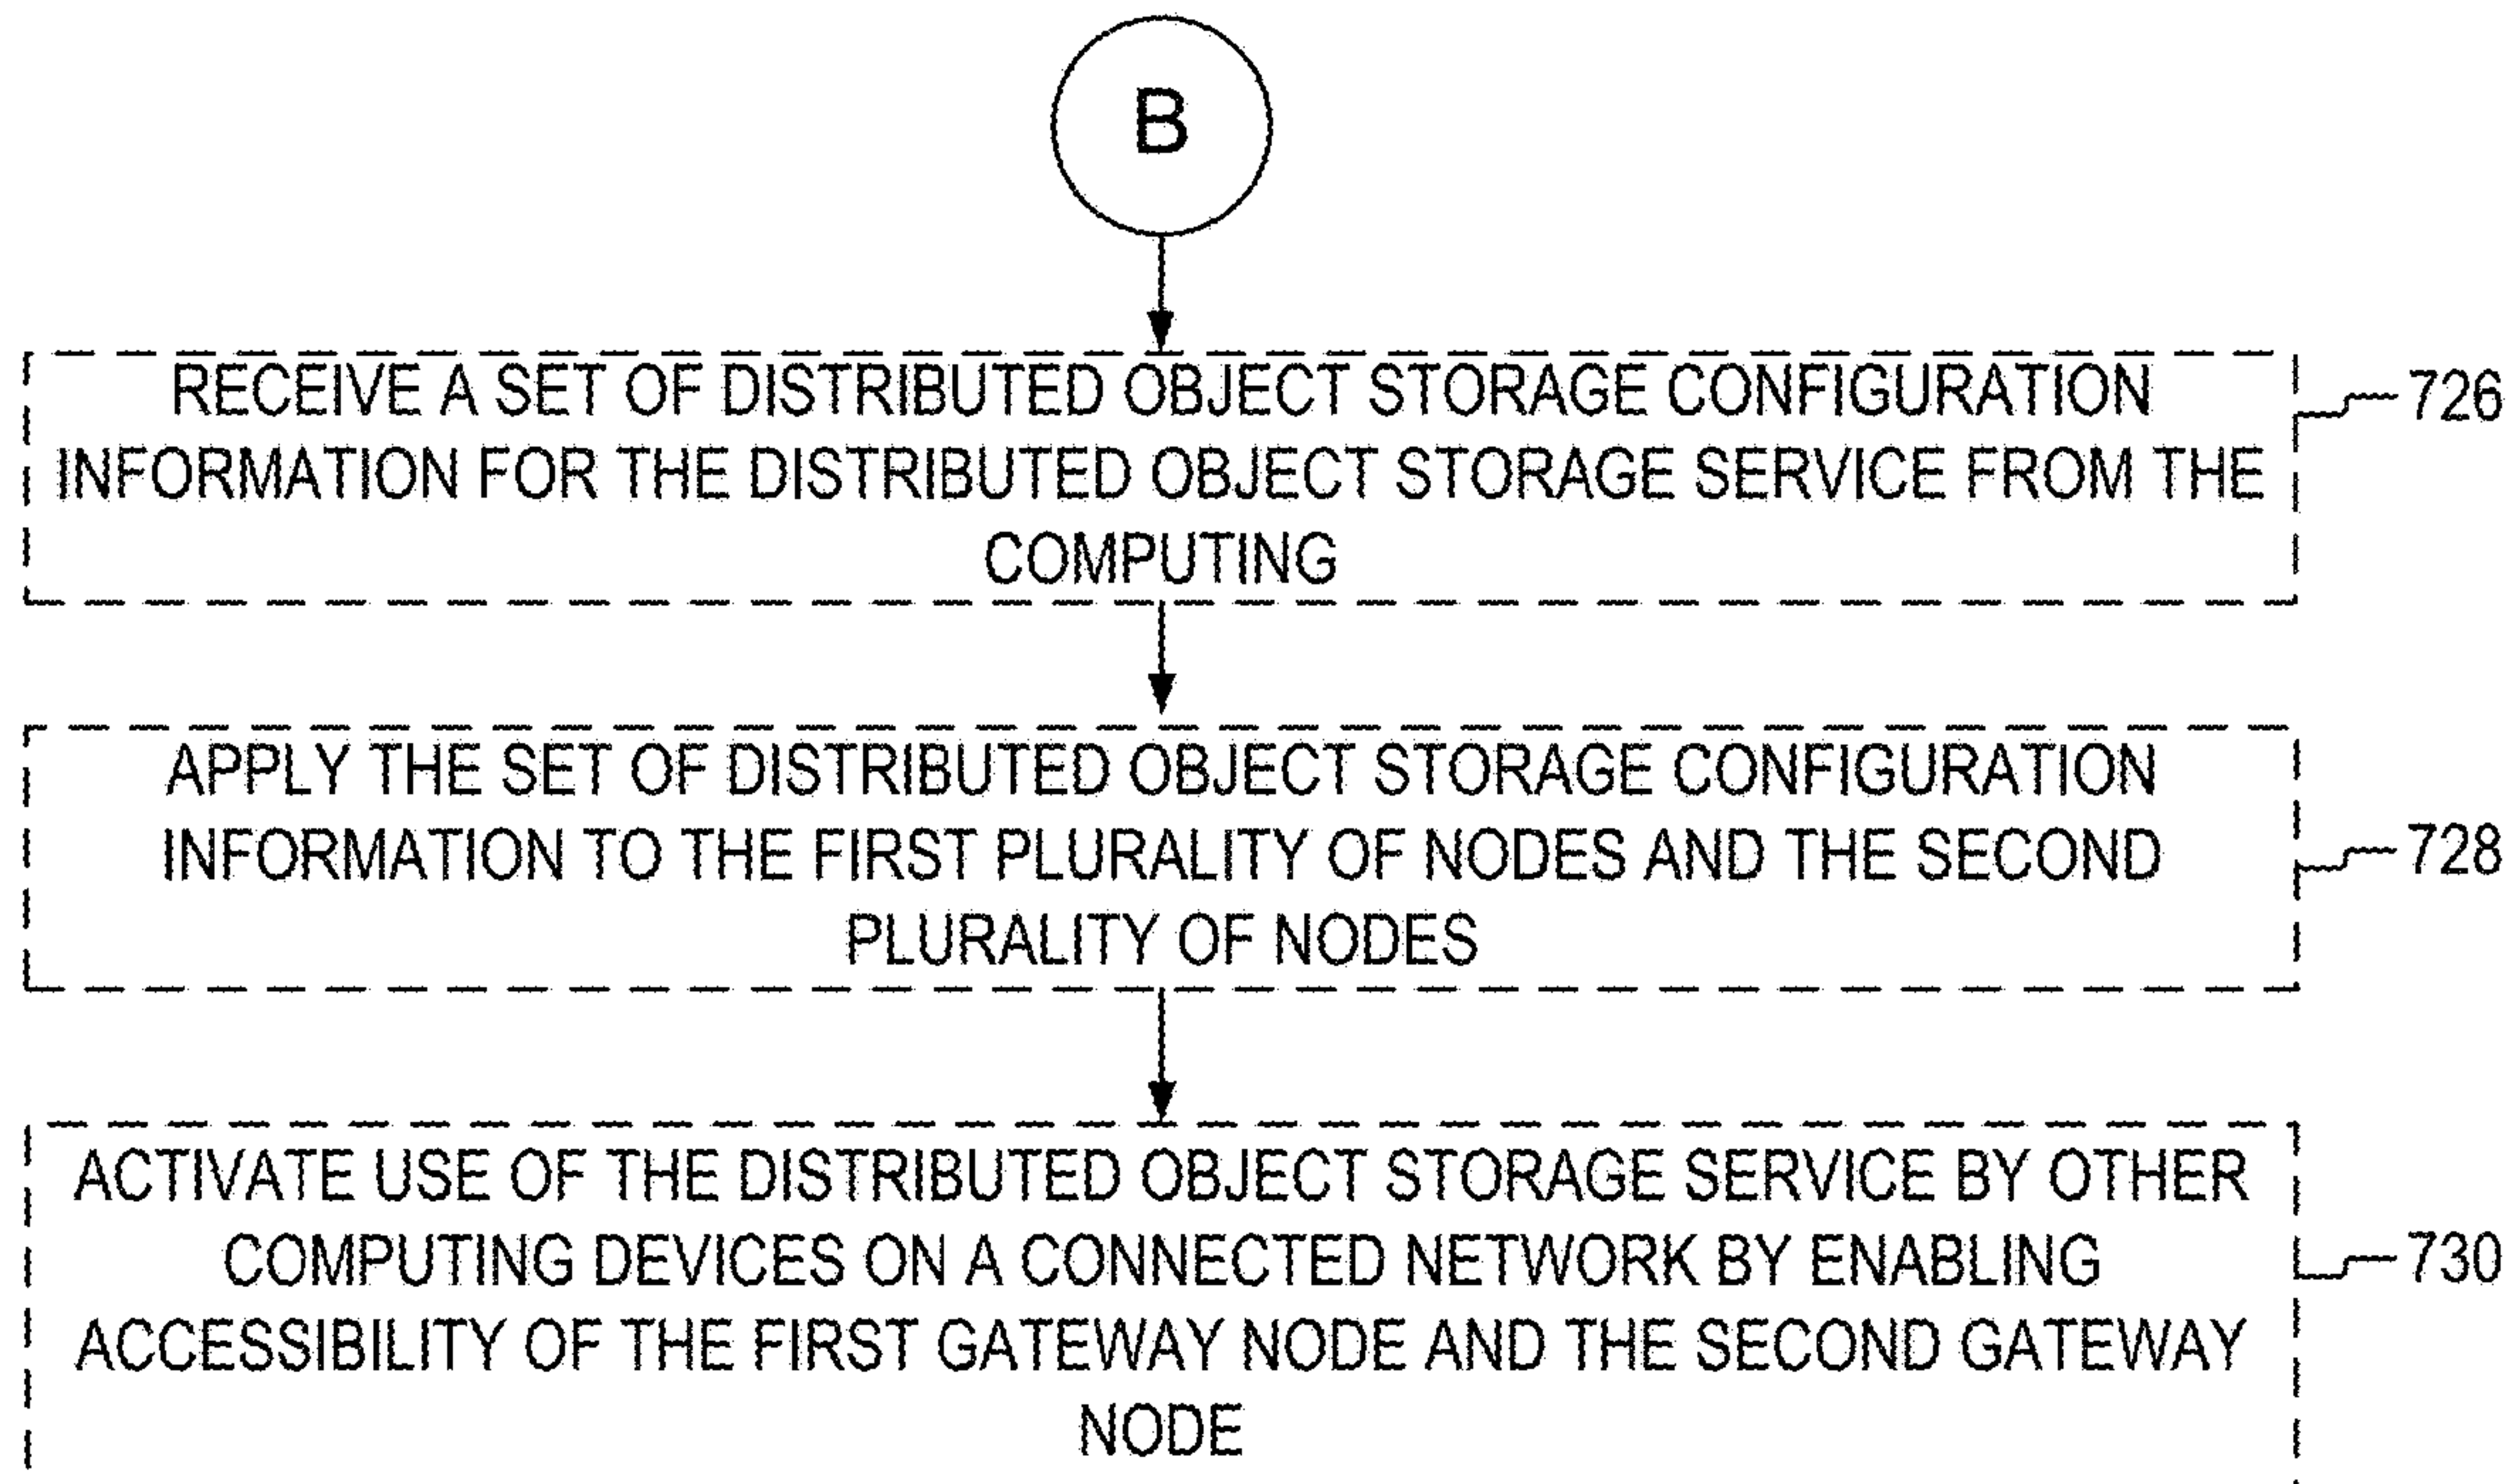 B
RECEIVE A SET OF DISTRIBUTED OBJECT STORAGE CONFIGURATION
INFORMATION FOR THE DISTRIBUTED OBJECT STORAGE SERVICE FROM THE
COMPUTING
726
APPLY THE SET OF DISTRIBUTED OBJECT STORAGE CONFIGURATION
INFORMATION TO THE FIRST PLURALITY OF NODES AND THE SECOND
PLURALITY OF NODES
728
ACTIVATE USE OF THE DISTRIBUTED OBJECT STORAGE SERVICE BY OTHER
COMPUTING DEVICES ON A CONNECTED NETWORK BY ENABLING
ACCESSIBILITY OF THE FIRST GATEWAY NODE AND THE SECOND GATEWAY
NODE
730